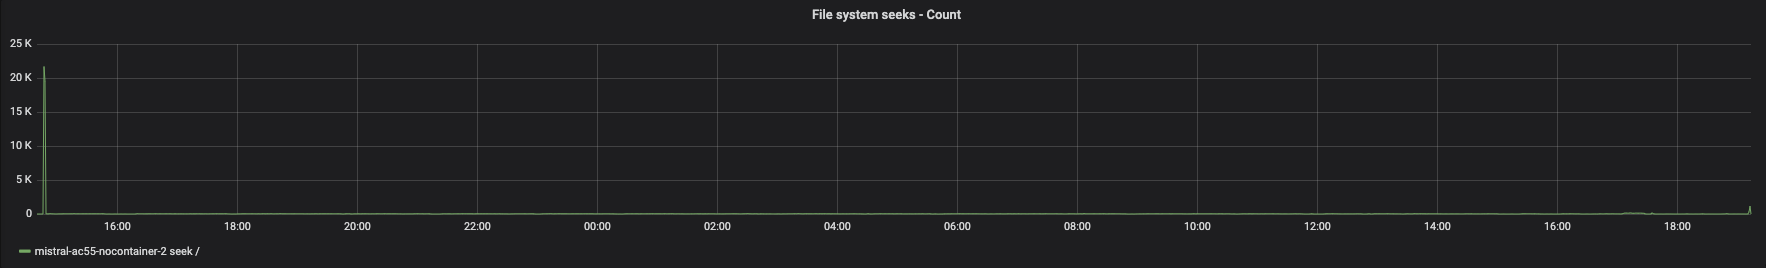 File system seeks - Count
25 K
20 K
15 K
10 K
5 K
0
16:00 18:00 20:00 22:00 00:00 02:00 04:00 06:00 08:00 10:00 12:00 14:00 16:00 18:00
mistral-ac55-nocontainer-2 seek /